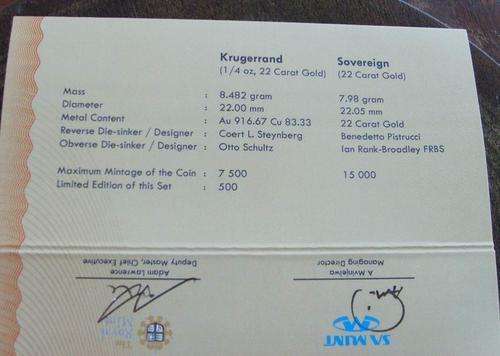 Krugerrand Sovereign
(1/4 oz, 22 Carat Gold) (22 Carat Gold)
Mass : 8.482 gram 7.98 gram
Diameter : 22.00 mm 22.05 mm
Metal Content : Au 916.67 Cu 83.33 22 Carat Gold
Reverse Die-sinker / Designer : Coert L. Steynberg Benedetto Pistrucci
Obverse Die-sinker / Designer : Otto Schultz Ian Rank-Broadley FRBS
Maximum Mintage of the Coin : 7 500 15 000
Limited Edition of this Set : 500
The
Royal
Mint
SA MINT
Adam Lawrence
Deputy Master, Chief Executive
A Mvinjelwa
Managing Director